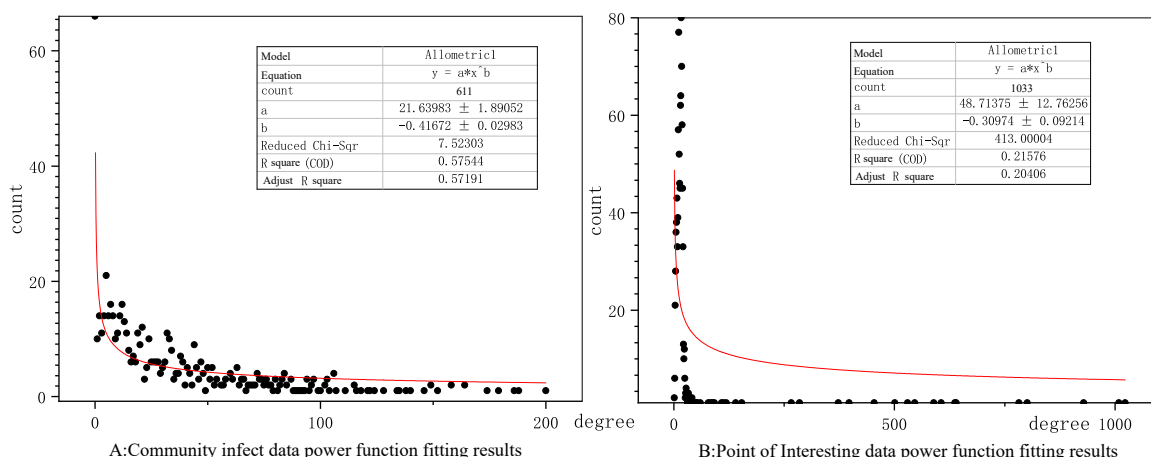 60
40
20
0
count
0
100
200
degree
Model Allometric1
Equation y = a*x^b
count 611
a 21.63983 ± 1.89052
b -0.41672 ± 0.02983
Reduced Chi-Sqr 7.52303
R square (COD) 0.57544
Adjust R square 0.57191
A:Community infect data power function fitting results
80
60
40
20
count
0
500
degree 1000
Model Allometric1
Equation y = a*x^b
count 1033
a 48.71375 ± 12.76256
b -0.30974 ± 0.09214
Reduced Chi-Sqr 413.00004
R square (COD) 0.21576
Adjust R square 0.20406
B:Point of Interesting data power function fitting results